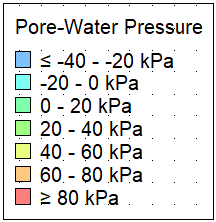 Pore-Water Pressure
≤ -40 - -20 kPa
-20 - 0 kPa
0 - 20 kPa
20 - 40 kPa
40 - 60 kPa
60 - 80 kPa
≥ 80 kPa